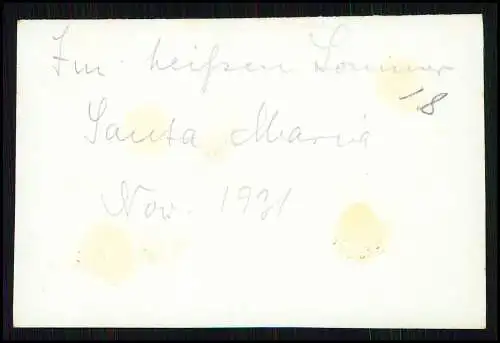 Im heißen Sommer
18
Santa Maria
Nov. 1931